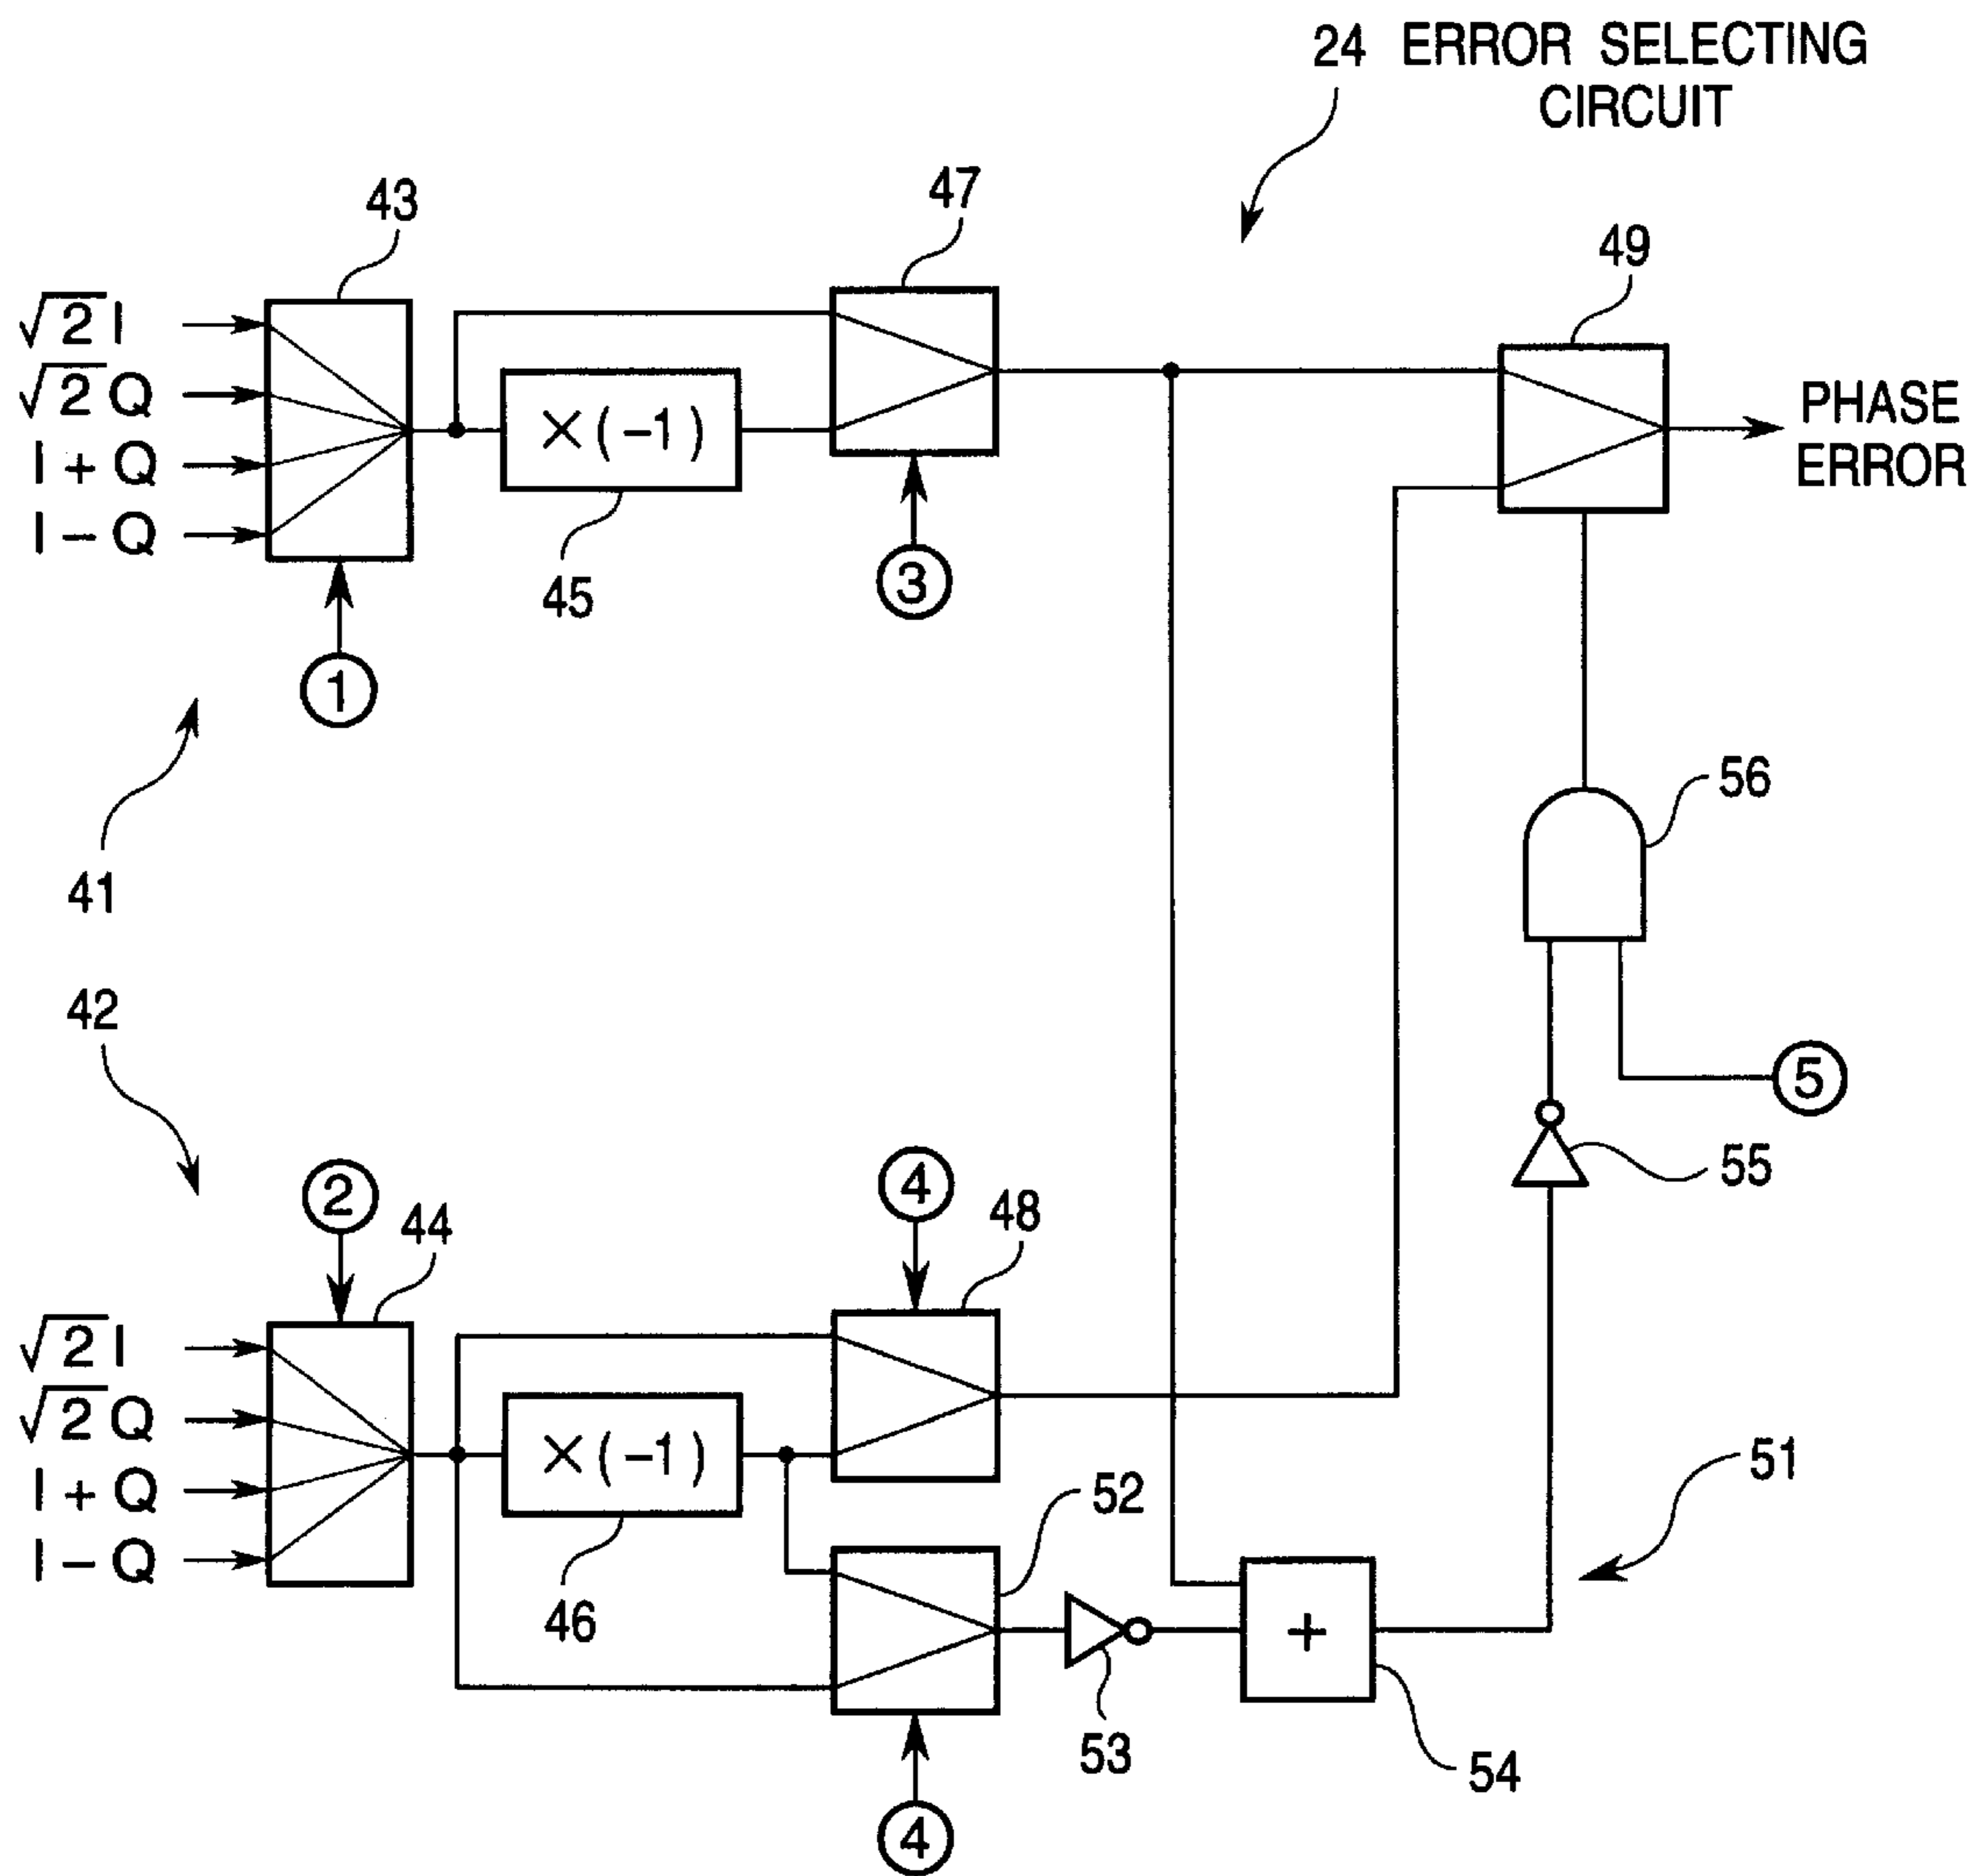 24 ERROR SELECTING
CIRCUIT
43
47
49
√2 I
√2 Q
I + Q
I − Q
×(−1)
PHASE
ERROR
45
①
③
41
56
42
⑤
55
②
44
④
48
√2 I
√2 Q
I + Q
I − Q
×(−1)
51
52
46
+
53
54
④